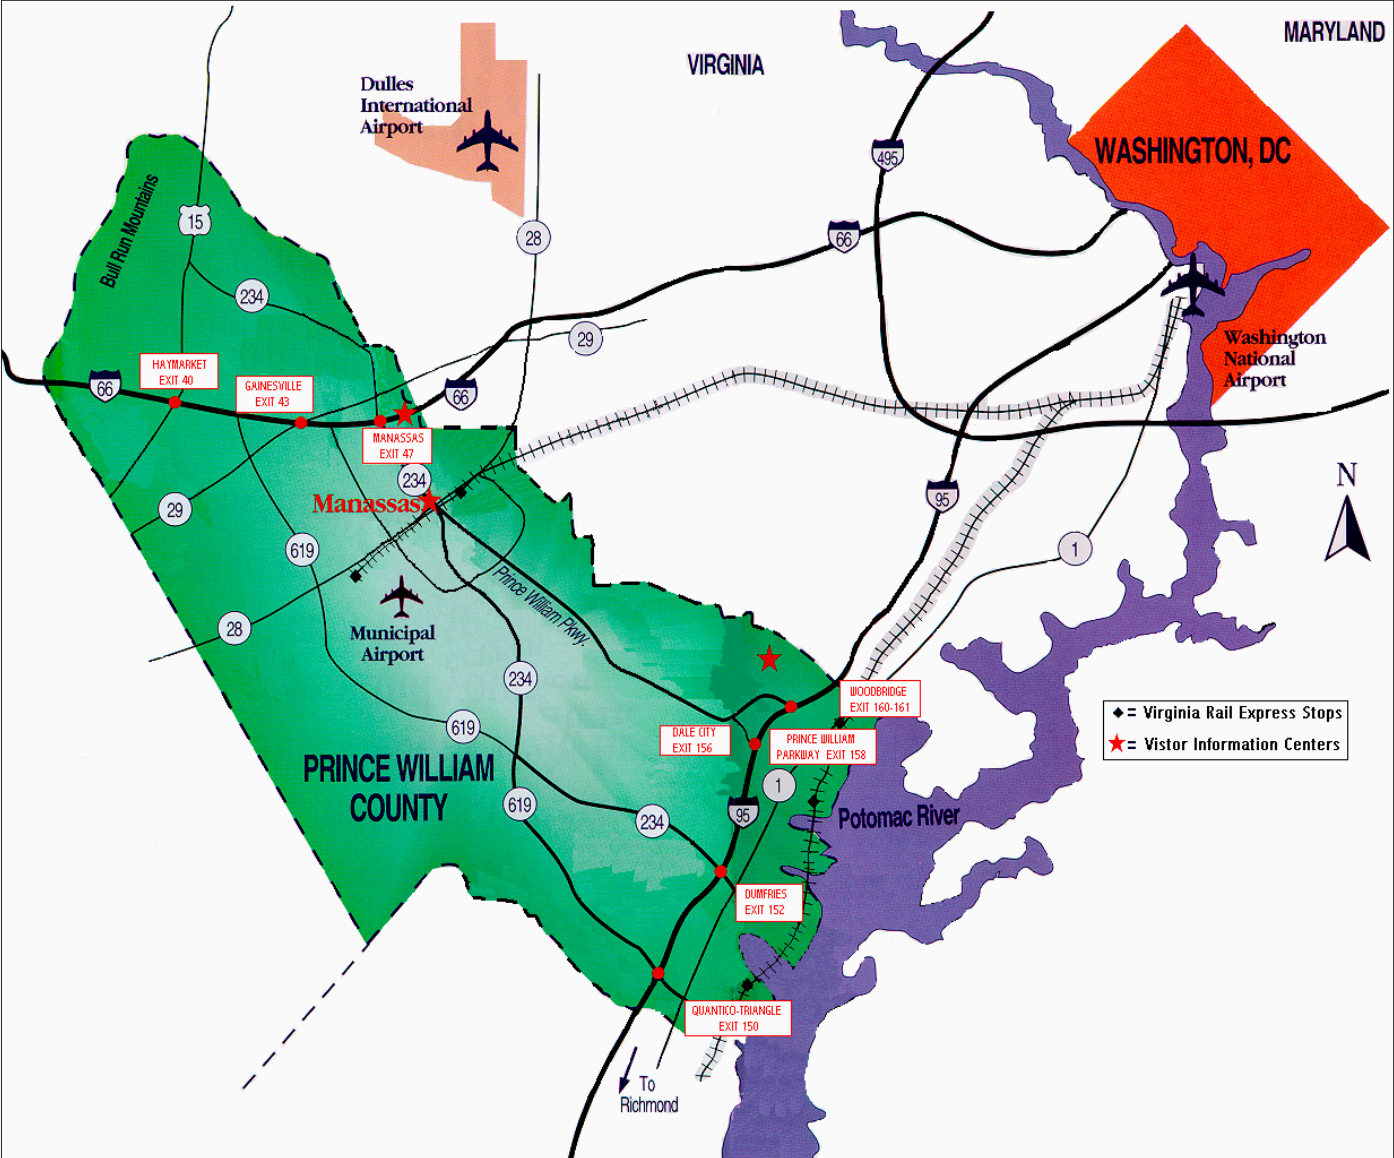 MARYLAND
VIRGINIA
Dulles
International
Airport
WASHINGTON, DC
495
15
28
66
Bull Run Mountains
234
29
Washington
National
Airport
HAYMARKET
EXIT 40
GAINESVILLE
EXIT 43
66
66
MANASSAS
EXIT 47
N
234
Manassas
95
29
619
1
Prince William Pkwy.
28
Municipal
Airport
234
WOODBRIDGE
EXIT 160-161
619
DALE CITY
EXIT 156
PRINCE WILLIAM
PARKWAY EXIT 158
♦ = Virginia Rail Express Stops
★ = Vistor Information Centers
PRINCE WILLIAM
COUNTY
1
619
234
95
Potomac River
DUMFRIES
EXIT 152
QUANTICO-TRIANGLE
EXIT 150
To
Richmond